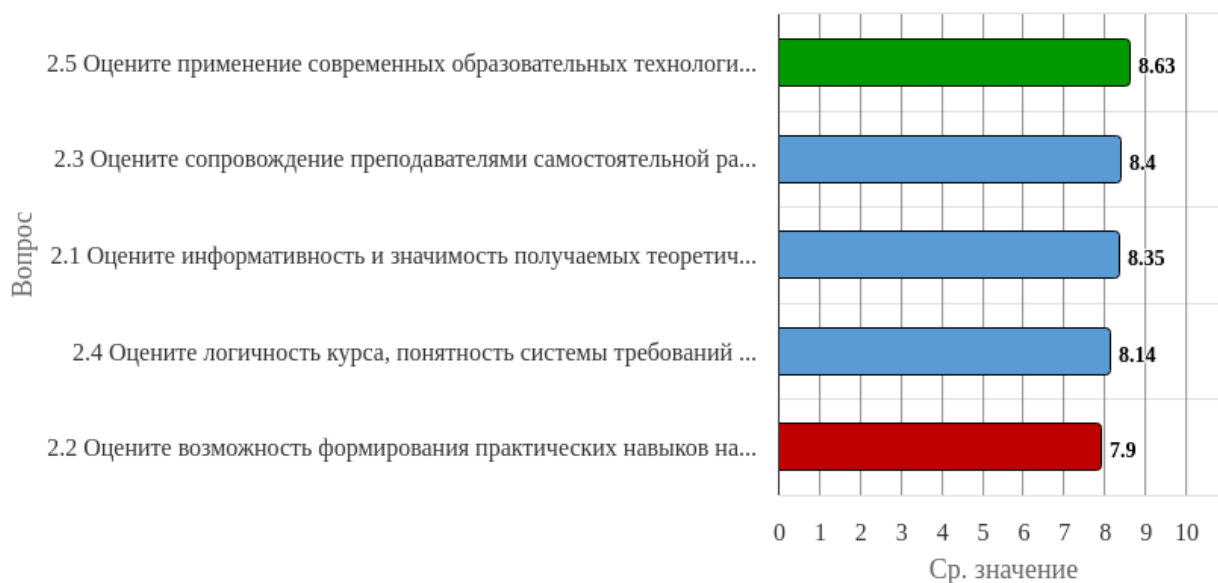 2.5 Оцените применение современных образовательных технологи...
8.63
2.3 Оцените сопровождение преподавателями самостоятельной ра...
8.4
2.1 Оцените информативность и значимость получаемых теоретич...
8.35
2.4 Оцените логичность курса, понятность системы требований ...
8.14
2.2 Оцените возможность формирования практических навыков на...
7.9
Вопрос
0 1 2 3 4 5 6 7 8 9 10
Ср. значение